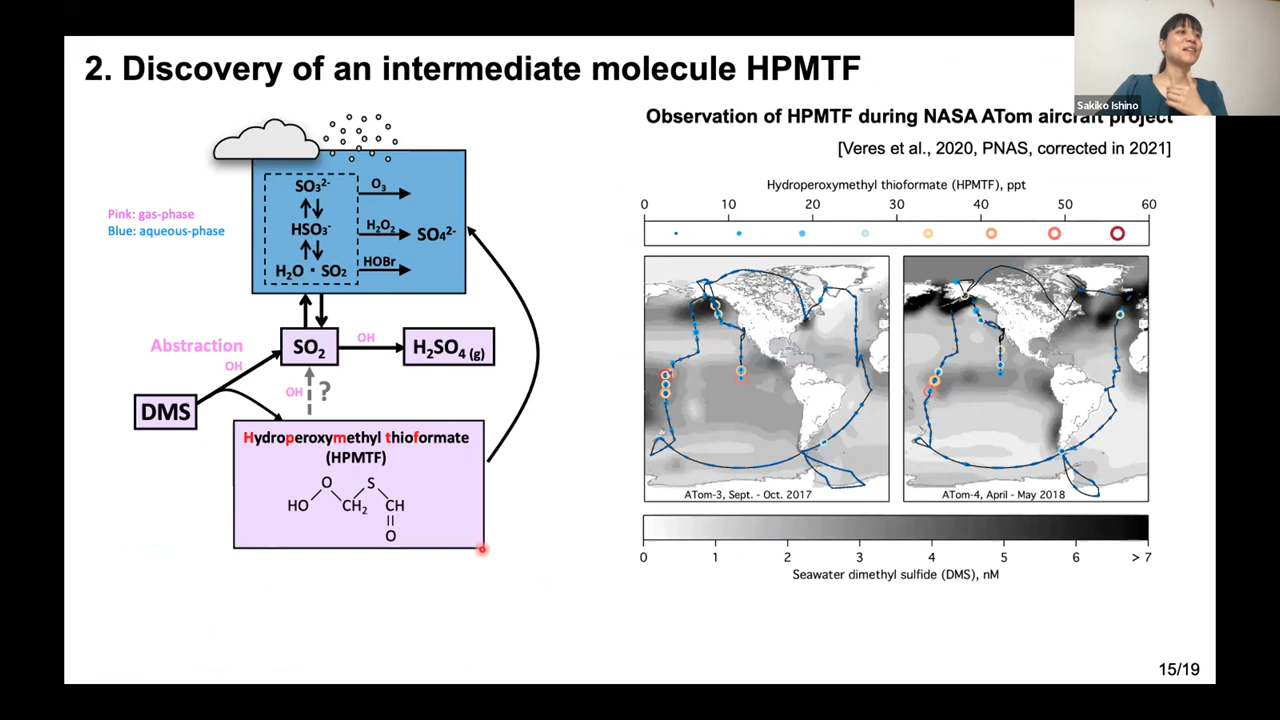 2. Discovery of an intermediate molecule HPMTF
Sakiko Ishino
Pink: gas-phase
Blue: aqueous-phase
SO₃²⁻
O₃
HSO₃⁻
H₂O₂
SO₄²⁻
H₂O · SO₂
HOBr
Abstraction
OH
SO₂
OH
H₂SO₄ (g)
OH
?
DMS
Hydroperoxymethyl thioformate
(HPMTF)
O
S
HO
CH₂
CH
O
Observation of HPMTF during NASA ATom aircraft project
[Veres et al., 2020, PNAS, corrected in 2021]
Hydroperoxymethyl thioformate (HPMTF), ppt
0 10 20 30 40 50 60
ATom-3, Sept. - Oct. 2017
ATom-4, April - May 2018
0 1 2 3 4 5 6 > 7
Seawater dimethyl sulfide (DMS), nM
15/19